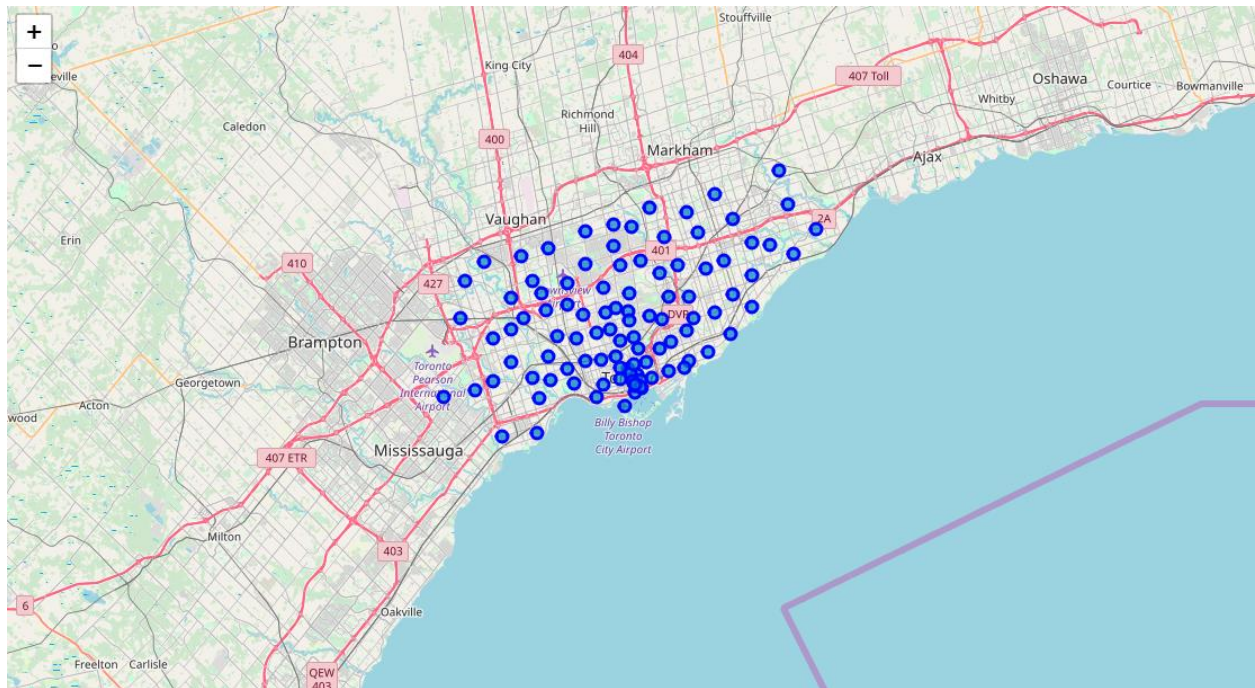 +
−
Stouffville
404
King City
407 Toll
Oshawa
Courtice
Bowmanville
Whitby
Richmond
Hill
Caledon
400
Markham
Ajax
Vaughan
2A
401
Erin
410
427
DVP
Brampton
Toronto
Pearson
International
Airport
Georgetown
Acton
Billy Bishop
Toronto
City Airport
Mississauga
407 ETR
Milton
403
6
Oakville
Freelton
Carlisle
QEW
403